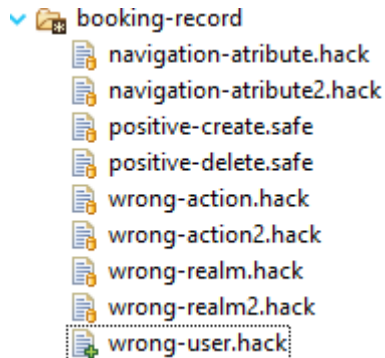 booking-record
navigation-atribute.hack
navigation-atribute2.hack
positive-create.safe
positive-delete.safe
wrong-action.hack
wrong-action2.hack
wrong-realm.hack
wrong-realm2.hack
wrong-user.hack